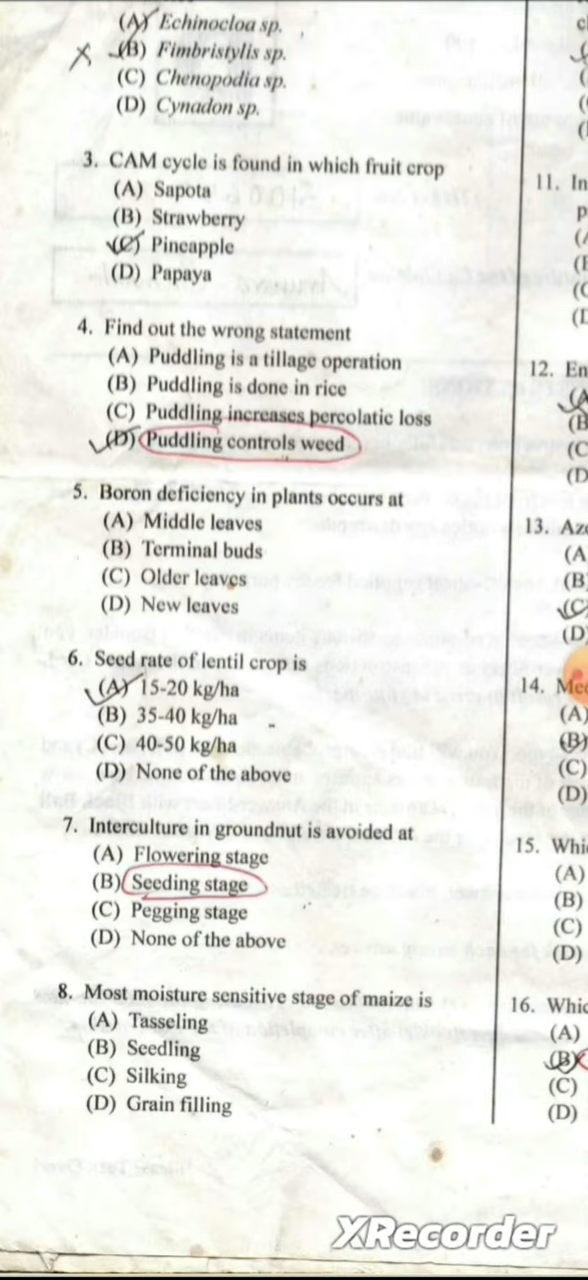 (A) Echinocloa sp.
(B) Fimbristylis sp.
(C) Chenopodia sp.
(D) Cynadon sp.
3. CAM cycle is found in which fruit crop
(A) Sapota
(B) Strawberry
(C) Pineapple
(D) Papaya
4. Find out the wrong statement
(A) Puddling is a tillage operation
(B) Puddling is done in rice
(C) Puddling increases percolatic loss
(D) Puddling controls weed
5. Boron deficiency in plants occurs at
(A) Middle leaves
(B) Terminal buds
(C) Older leaves
(D) New leaves
6. Seed rate of lentil crop is
(A) 15-20 kg/ha
(B) 35-40 kg/ha
(C) 40-50 kg/ha
(D) None of the above
7. Interculture in groundnut is avoided at
(A) Flowering stage
(B) Seeding stage
(C) Pegging stage
(D) None of the above
8. Most moisture sensitive stage of maize is
(A) Tasseling
(B) Seedling
(C) Silking
(D) Grain filling
11. In
12. En
(B
(C
(D
13.
(A
(B)
(C
(D)
14.
(A)
(B)
(C)
(D)
15.
(A)
(B)
(C)
(D)
16.
(A)
(B)
(C)
(D)
XRecorder